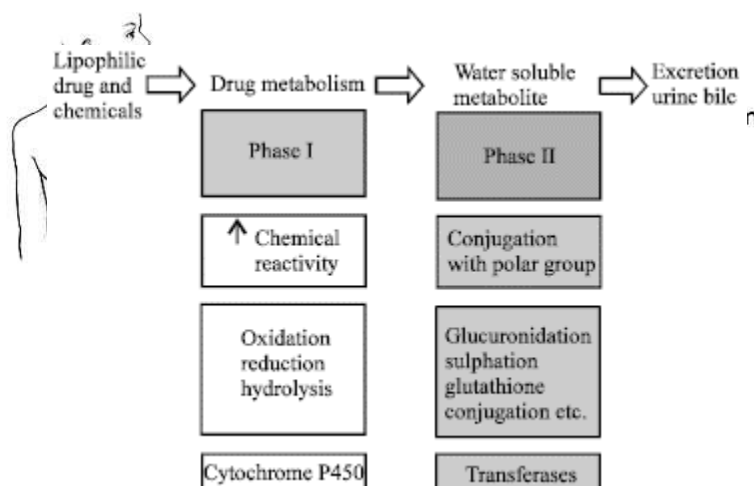 Lipophilic
drug and
chemicals
Drug metabolism
Water soluble
metabolite
Excretion
urine bile
Phase I
Phase II
Chemical
reactivity
Conjugation
with polar group
Oxidation
reduction
hydrolysis
Glucuronidation
sulphation
glutathione
conjugation etc.
Cytochrome P450
Transferases